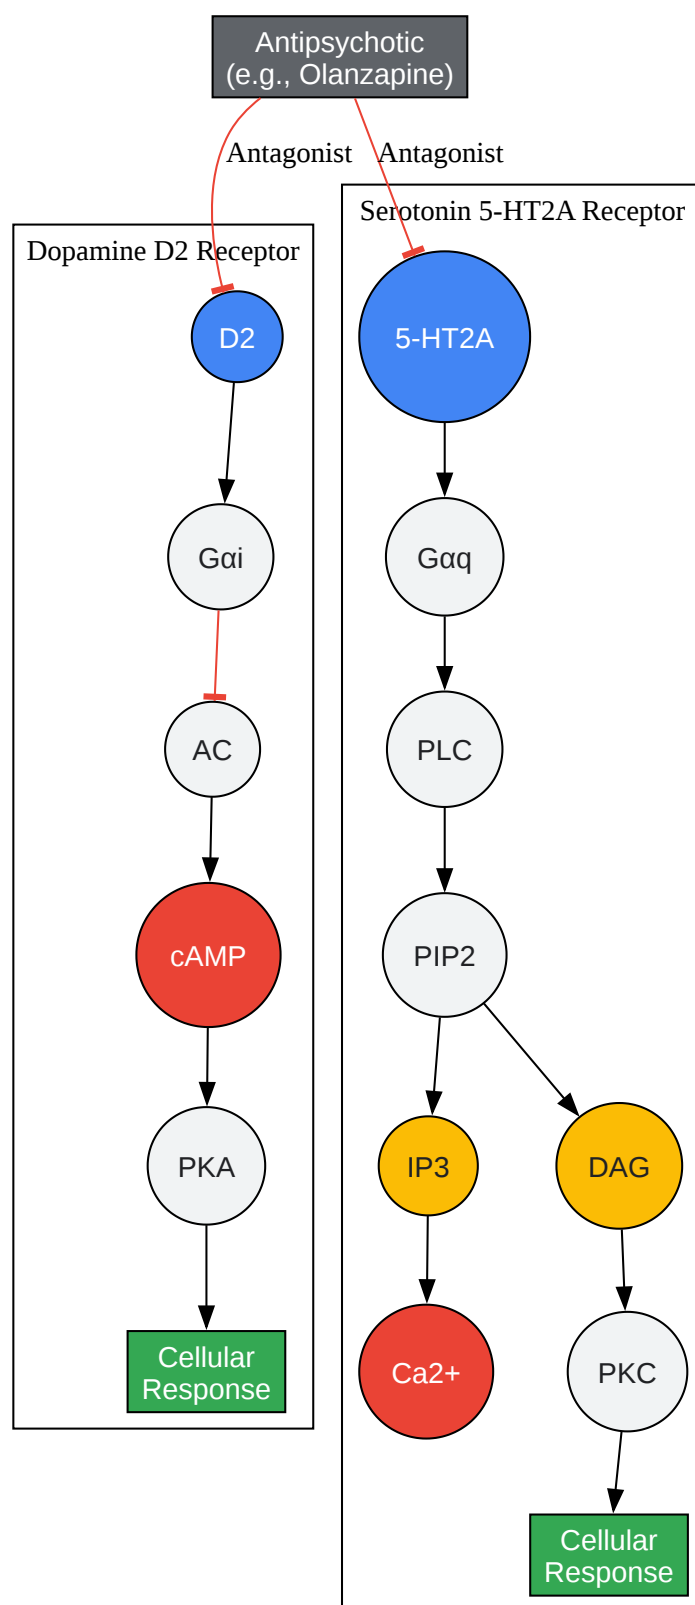 Antipsychotic
(e.g., Olanzapine)
Antagonist
Antagonist
Dopamine D2 Receptor
D2
Gαi
AC
cAMP
PKA
Cellular
Response
Serotonin 5-HT2A Receptor
5-HT2A
Gαq
PLC
PIP2
IP3
DAG
Ca2+
PKC
Cellular
Response